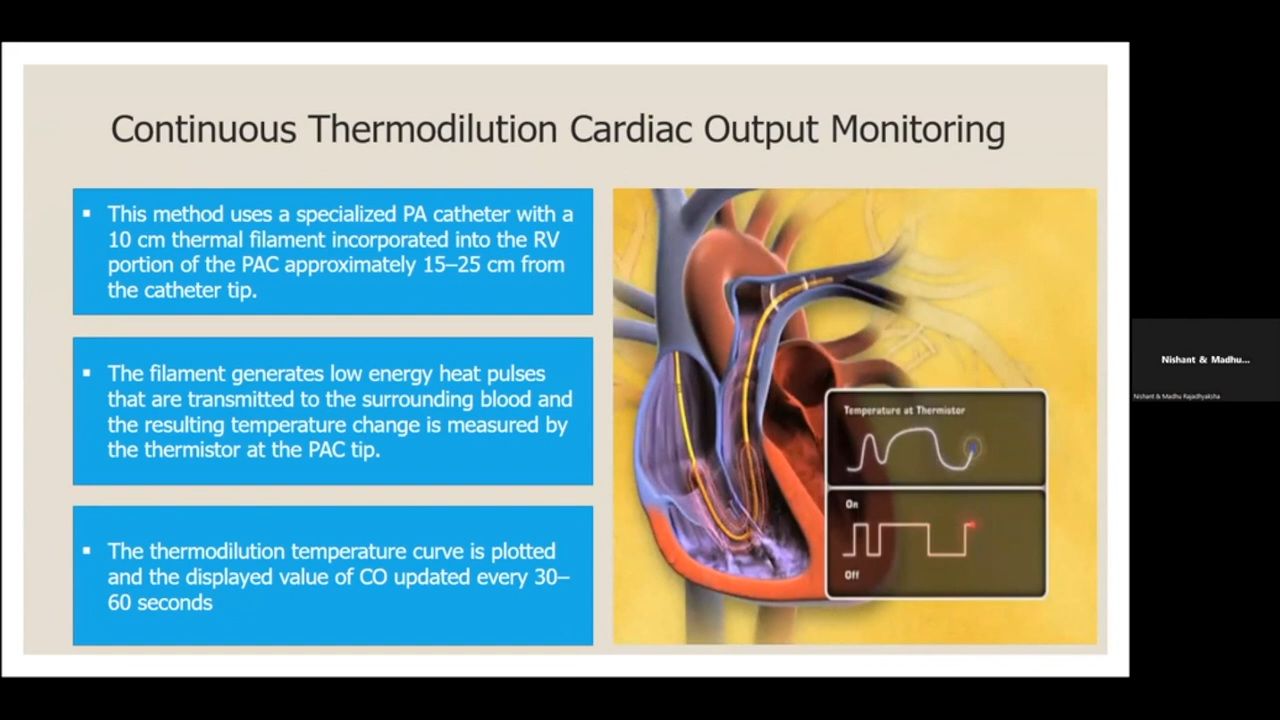 Continuous Thermodilution Cardiac Output Monitoring
▪ This method uses a specialized PA catheter with a
10 cm thermal filament incorporated into the RV
portion of the PAC approximately 15–25 cm from
the catheter tip.
▪ The filament generates low energy heat pulses
that are transmitted to the surrounding blood and
the resulting temperature change is measured by
the thermistor at the PAC tip.
▪ The thermodilution temperature curve is plotted
and the displayed value of CO updated every 30–
60 seconds
Temperature at Thermistor
On
Off
Nishant & Madhu...
Nishant & Madhu Rajadhyaksha